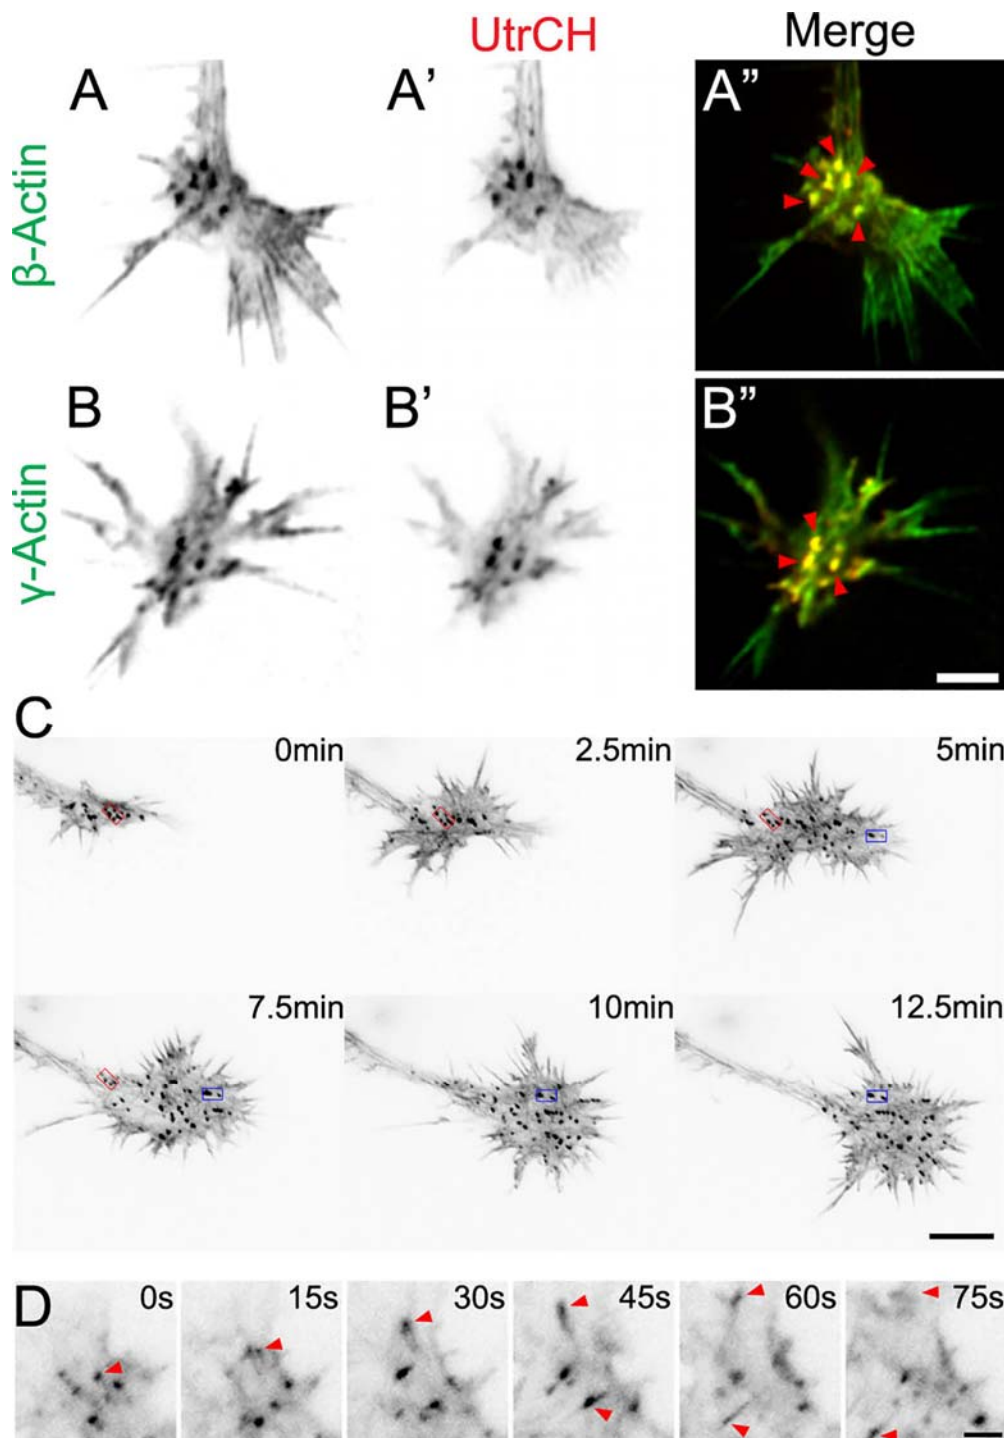 UtrCH Merge
A A’ A”
β-Actin
B B’ B”
γ-Actin
C
0min 2.5min 5min
7.5min 10min 12.5min
D 0s 15s 30s 45s 60s 75s